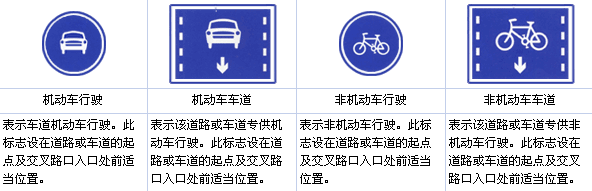 机动车行驶
机动车车道
非机动车行驶
非机动车车道
表示车道机动车行驶。此
标志设在道路或车道的起
点及交叉路口入口处前适
当位置。
表示该道路或车道专供机
动车行驶。此标志设在道
路或车道的起点及交叉路
口入口处前适当位置。
表示非机动车行驶。此标
志设在道路或车道的起点
及交叉路口入口处前适当
位置。
表示该道路或车道专供非
机动车行驶。此标志设在
道路或车道的起点及交叉
路口入口处前适当位置。